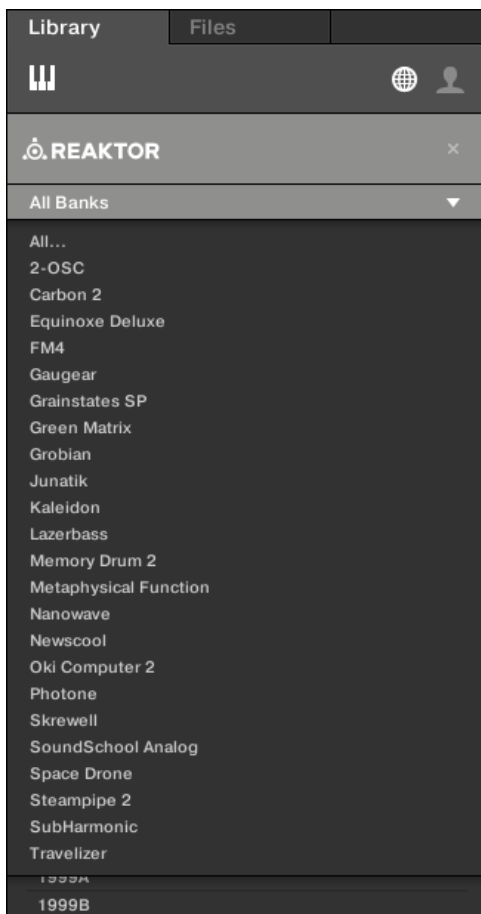 Library Files
REAKTOR ×
All Banks
All...
2-OSC
Carbon 2
Equinoxe Deluxe
FM4
Gaugear
Grainstates SP
Green Matrix
Grobian
Junatik
Kaleidon
Lazerbass
Memory Drum 2
Metaphysical Function
Nanowave
Newscool
Oki Computer 2
Photone
Skrewell
SoundSchool Analog
Space Drone
Steampipe 2
SubHarmonic
Travelizer
1999A
1999B